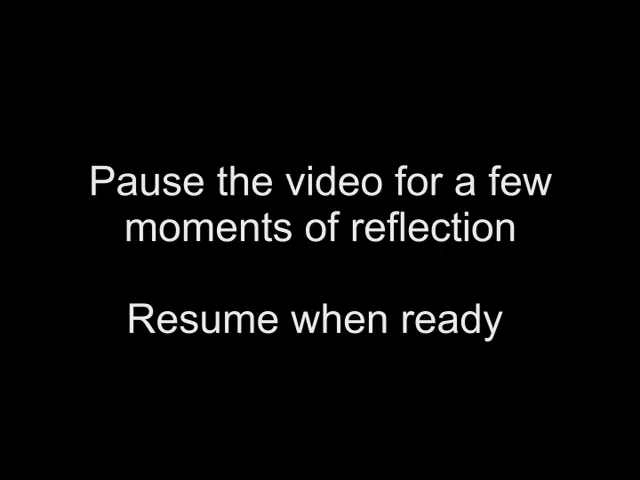 Pause the video for a few
moments of reflection
Resume when ready